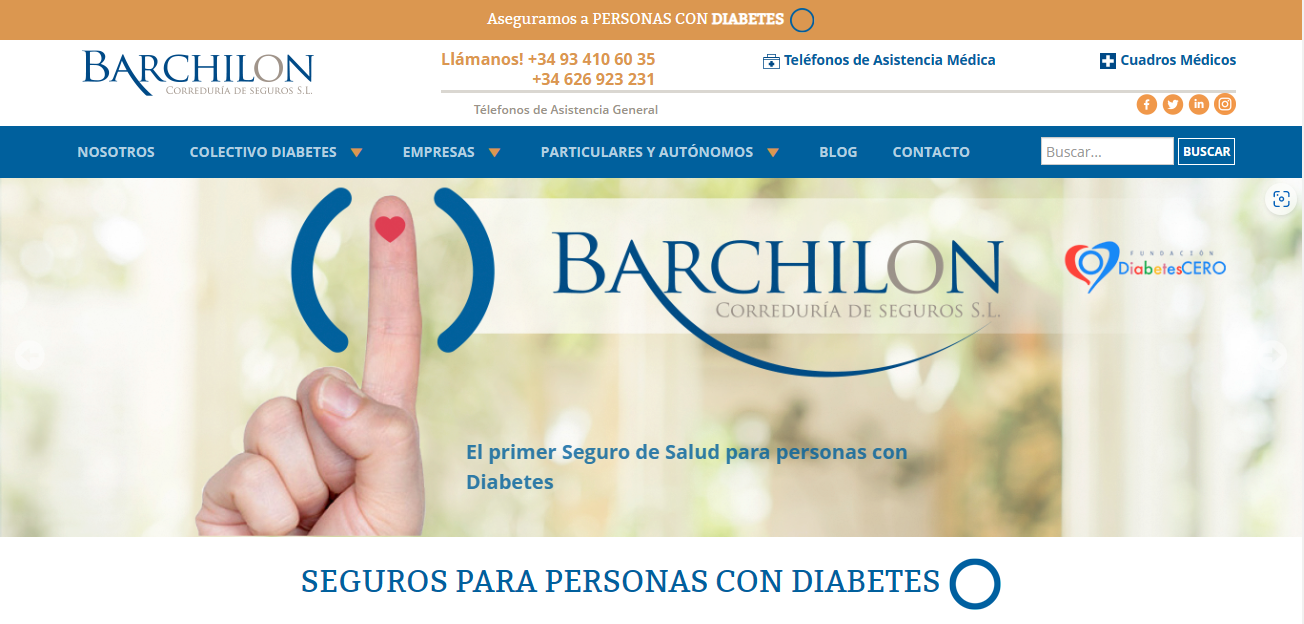 Aseguramos a PERSONAS CON DIABETES
BARCHILON
CORREDURÍA DE SEGUROS S.L.
Llámanos! +34 93 410 60 35
+34 626 923 231
Teléfonos de Asistencia Médica
Cuadros Médicos
Télefonos de Asistencia General
NOSOTROS COLECTIVO DIABETES EMPRESAS PARTICULARES Y AUTÓNOMOS BLOG CONTACTO Buscar... BUSCAR
BARCHILON
CORREDURÍA DE SEGUROS S.L.
FUNDACIÓN
DiabetesCERO
El primer Seguro de Salud para personas con
Diabetes
SEGUROS PARA PERSONAS CON DIABETES